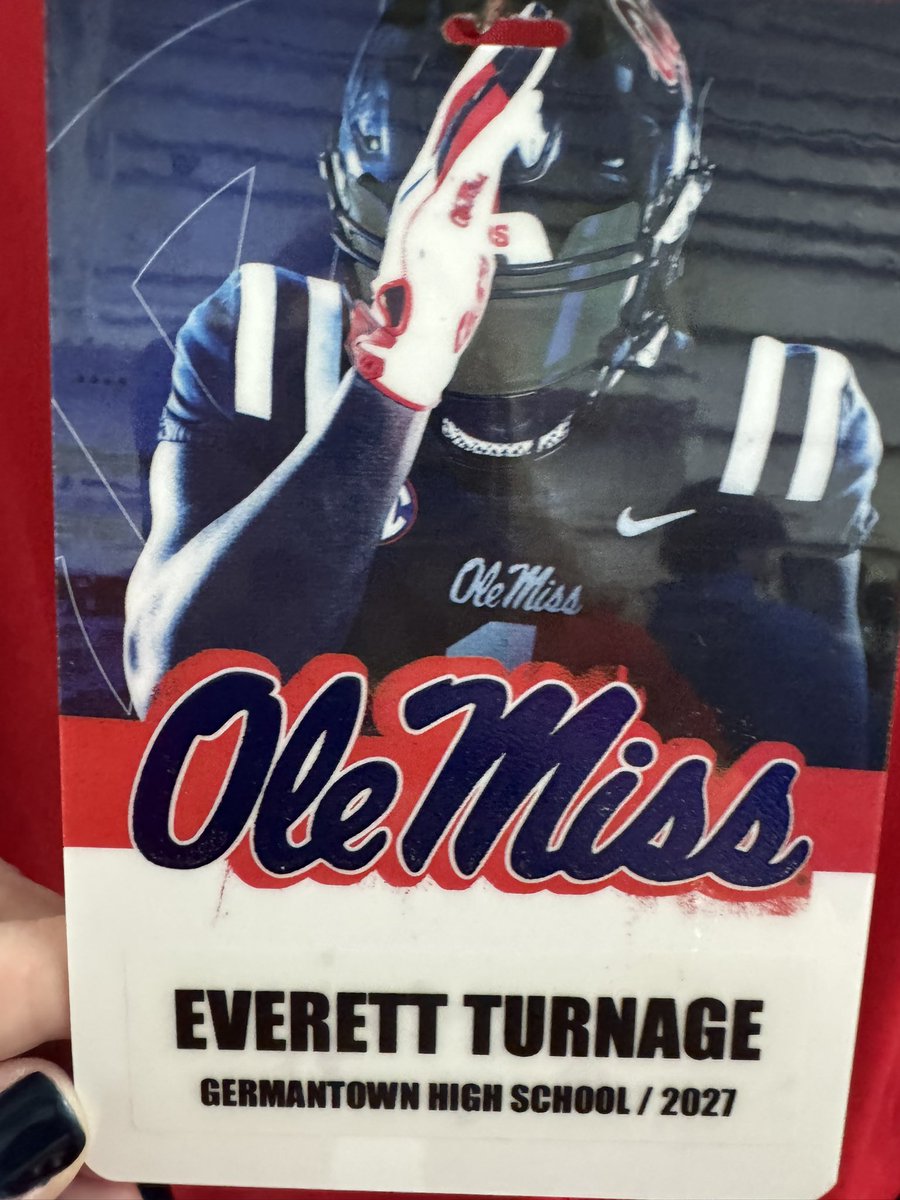 Ole Miss
Ole Miss
EVERETT TURNAGE
GERMANTOWN HIGH SCHOOL / 2027